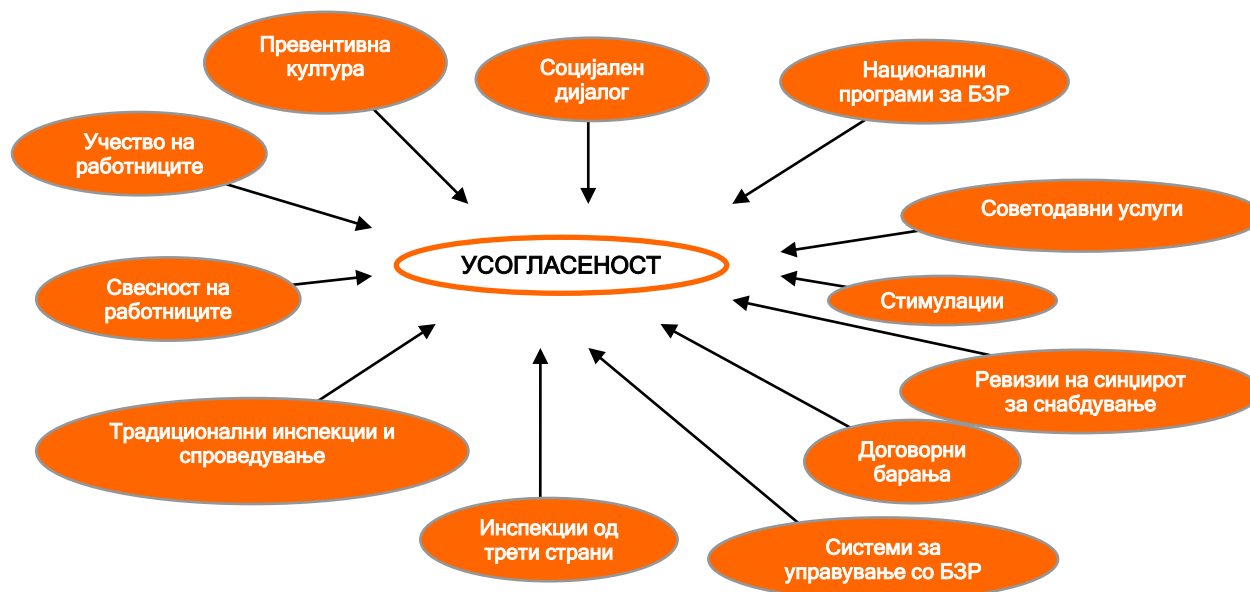 Превентивна
култура
Социјален
дијалог
Национални
програми за БЗР
Учество на
работниците
Советодавни услуги
УСОГЛАСЕНОСТ
Свесност на
работниците
Стимулации
Ревизии на синџирот
за снабдување
Традиционални инспекции и
спроведување
Договорни
барања
Инспекции од
трети страни
Системи за
управување со БЗР